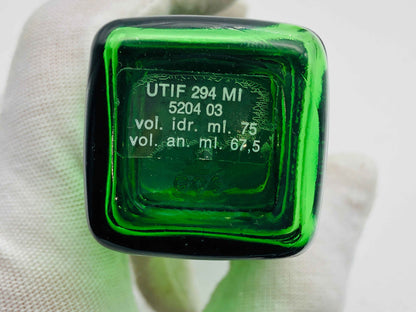 UTIF 294 MI
5204 03
vol. idr. ml. 75
vol. an. ml. 67,5